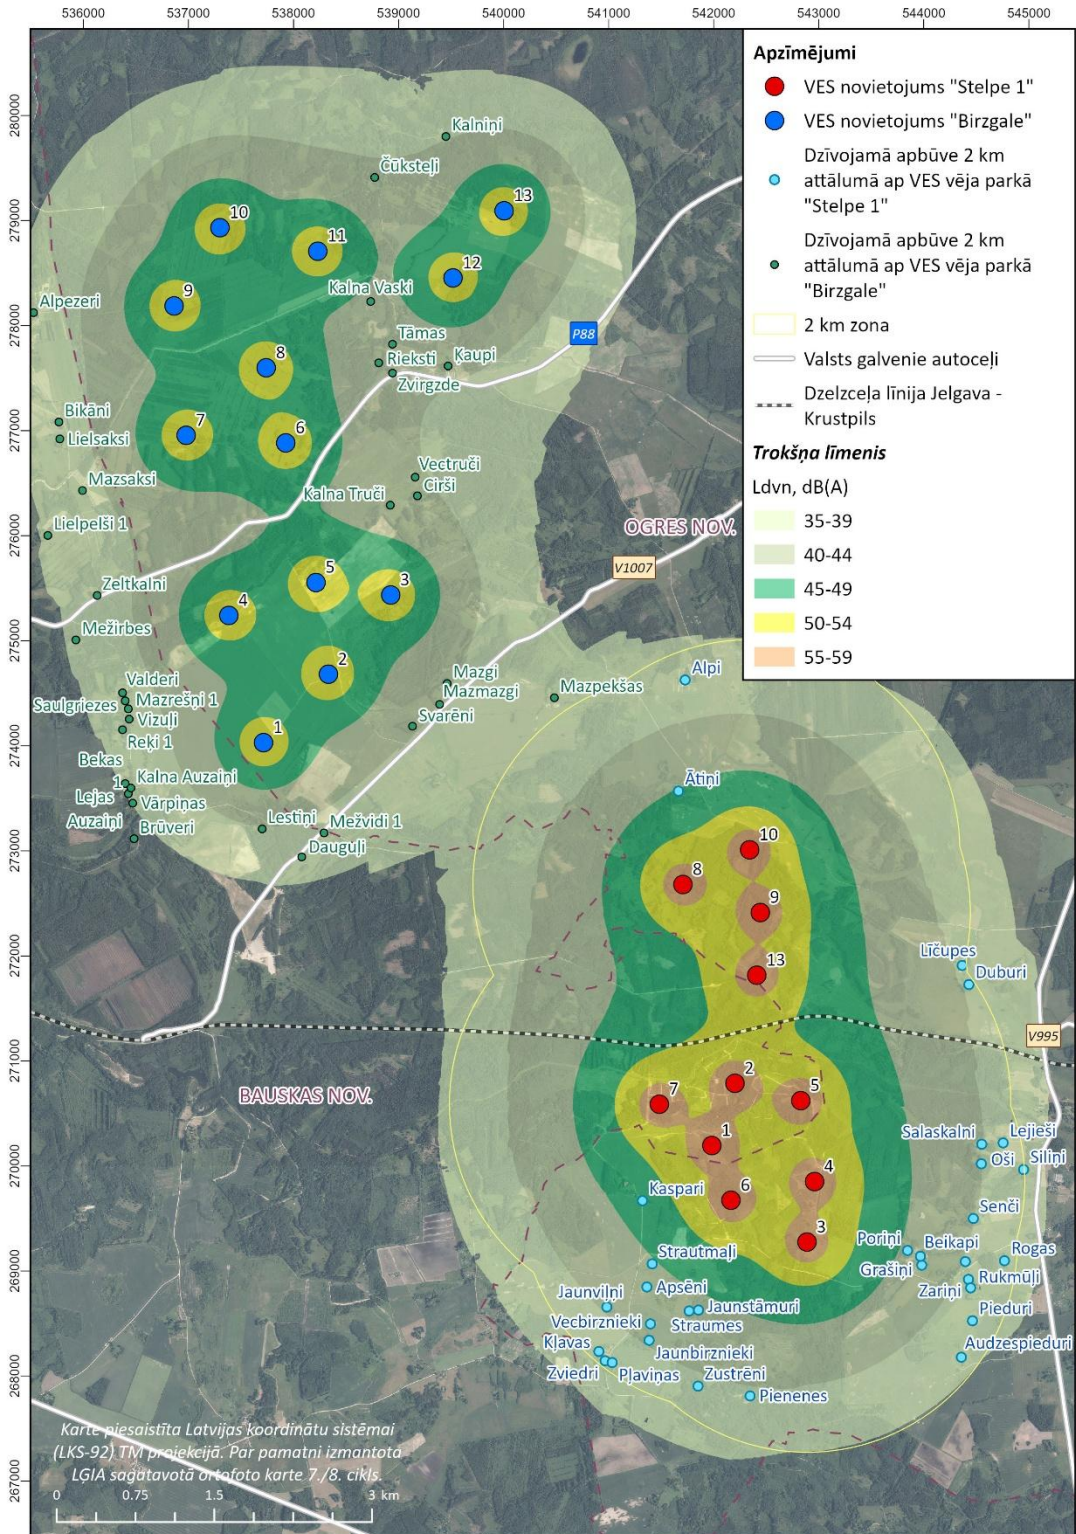 536000 537000 538000 539000 540000 541000 542000 543000 544000 545000
280000
279000
278000
277000
276000
275000
274000
273000
272000
271000
270000
269000
268000
267000
Apzīmējumi
VES novietojums "Stelpe 1"
VES novietojums "Birzgale"
Dzīvojamā apbūve 2 km
attālumā ap VES vēja parkā
"Stelpe 1"
Dzīvojamā apbūve 2 km
attālumā ap VES vēja parkā
"Birzgale"
2 km zona
Valsts galvenie autoceļi
Dzelzceļa līnija Jelgava -
Krustpils
Trokšņa līmenis
Ldvn, dB(A)
35-39
40-44
45-49
50-54
55-59
Kalniņi
Čūksteļi
13
10
11
12
Kalna Vaski
9
Alpezeri
P88
Tāmas
Rieksti
Ķaupi
Zvirgzde
8
Bikāni
Lielsaksi
7
6
Mazsaksi
Vectruči
Cirši
Kalna Truči
Lielpelši 1
OGRES NOV.
V1007
Zeltkalni
5
3
4
Mežirbes
2
Mazgi
Mazmazgi
Mazpekšas
Alpi
Valderi
Mazrešņi 1
Saulgriezes
Vizuļi
Reķi 1
Svarēni
1
Bekas
1
Kalna Auzaiņi
Lejas
Vārpiņas
Auzaiņi
Brūveri
Lestiņi
Mežvidi 1
Dauguļi
Ātiņi
10
8
9
13
Līčupes
Duburi
V995
BAUSKAS NOV.
2
7
5
1
4
6
3
Salaskalni
Lejieši
Oši
Siliņi
Kaspari
Senči
Poriņi
Beikapi
Rogas
Grašiņi
Strautmaļi
Zariņi
Rukmūļi
Apsēni
Jaunviļņi
Jaunstāmuri
Pieduri
Vecbirznieki
Straumes
Kļavas
Jaunbirznieki
Audzespieduri
Zviedri
Pļaviņas
Zustrēni
Pienenes
Karte piesaistīta Latvijas koordinātu sistēmai
(LKS-92) TM projekcijā. Par pamatni izmantota
LĢIA sagatavotā ortofoto karte 7./8. cikls.
0 0.75 1.5 3 km